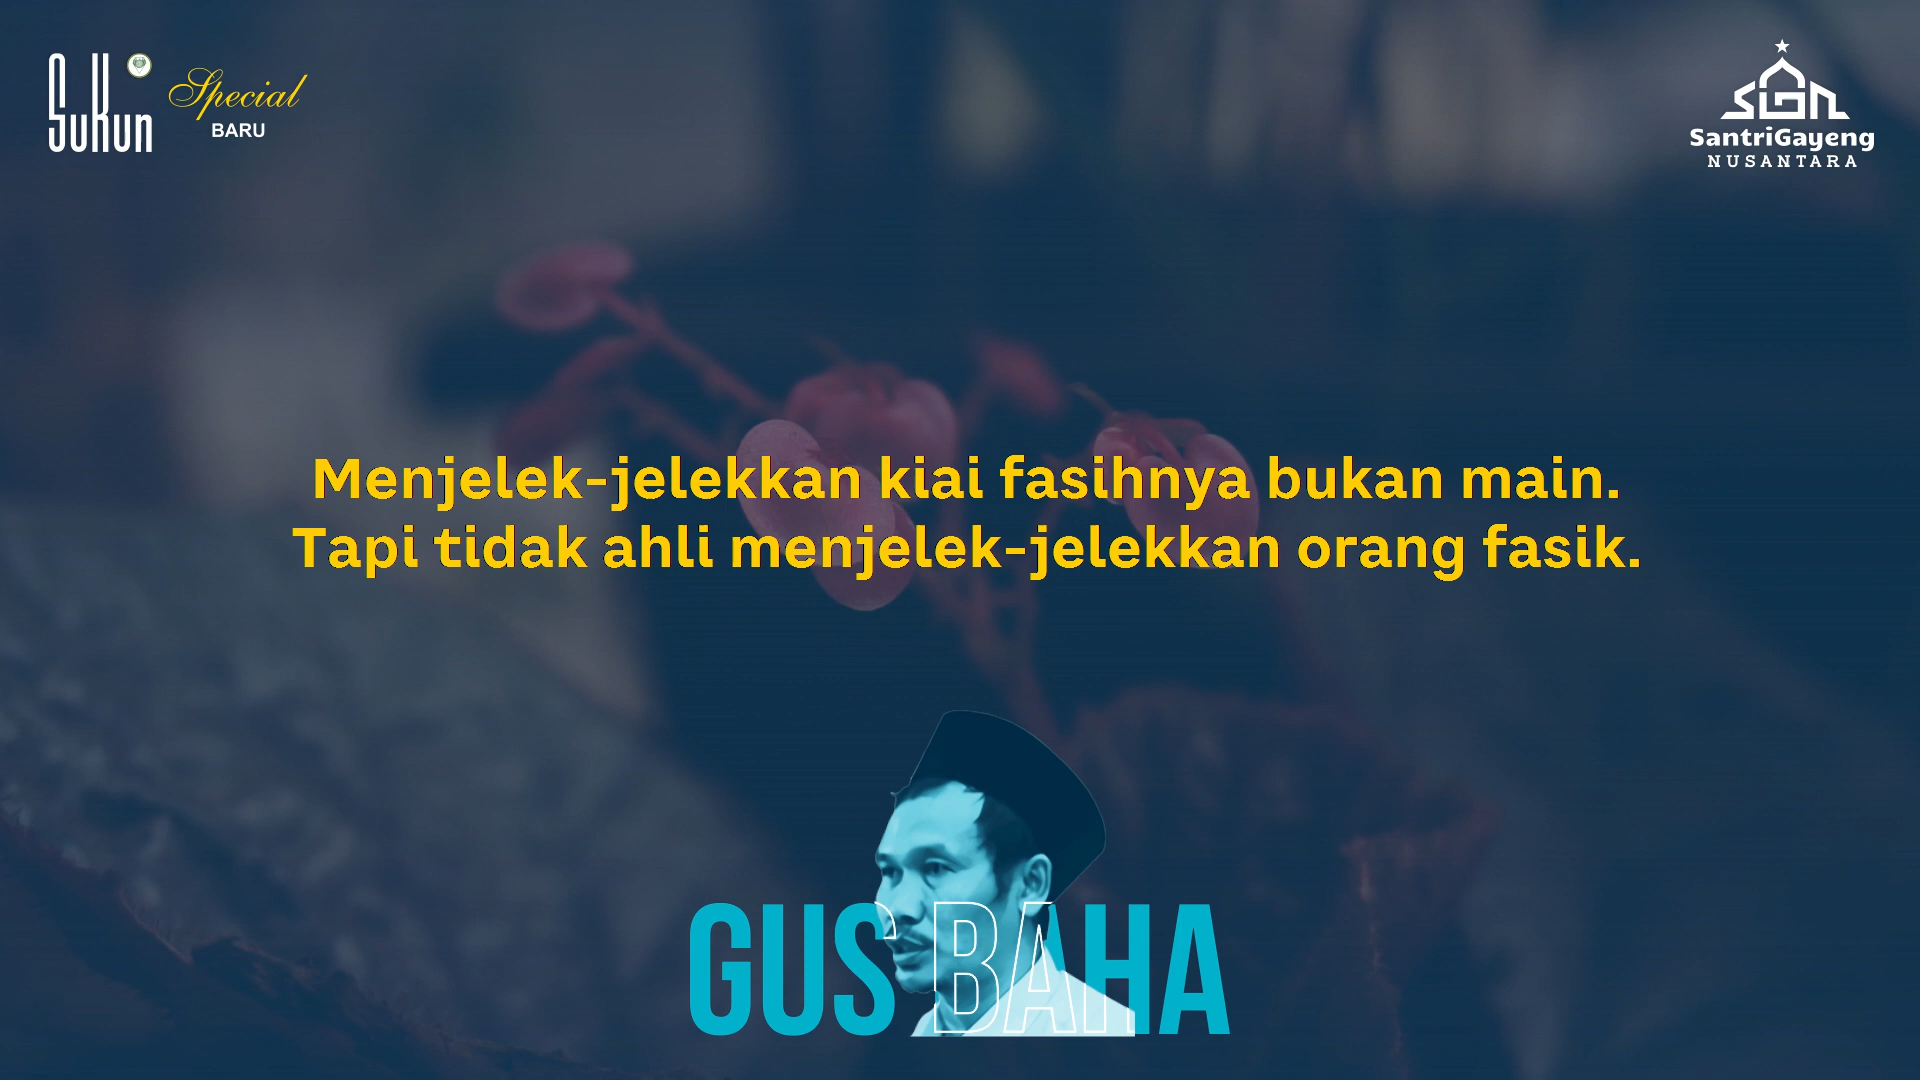 Sukun
Special
BARU
SIGN
SantriGayeng
NUSANTARA
Menjelek-jelekkan kiai fasihnya bukan main.
Tapi tidak ahli menjelek-jelekkan orang fasik.
GUS BAHA